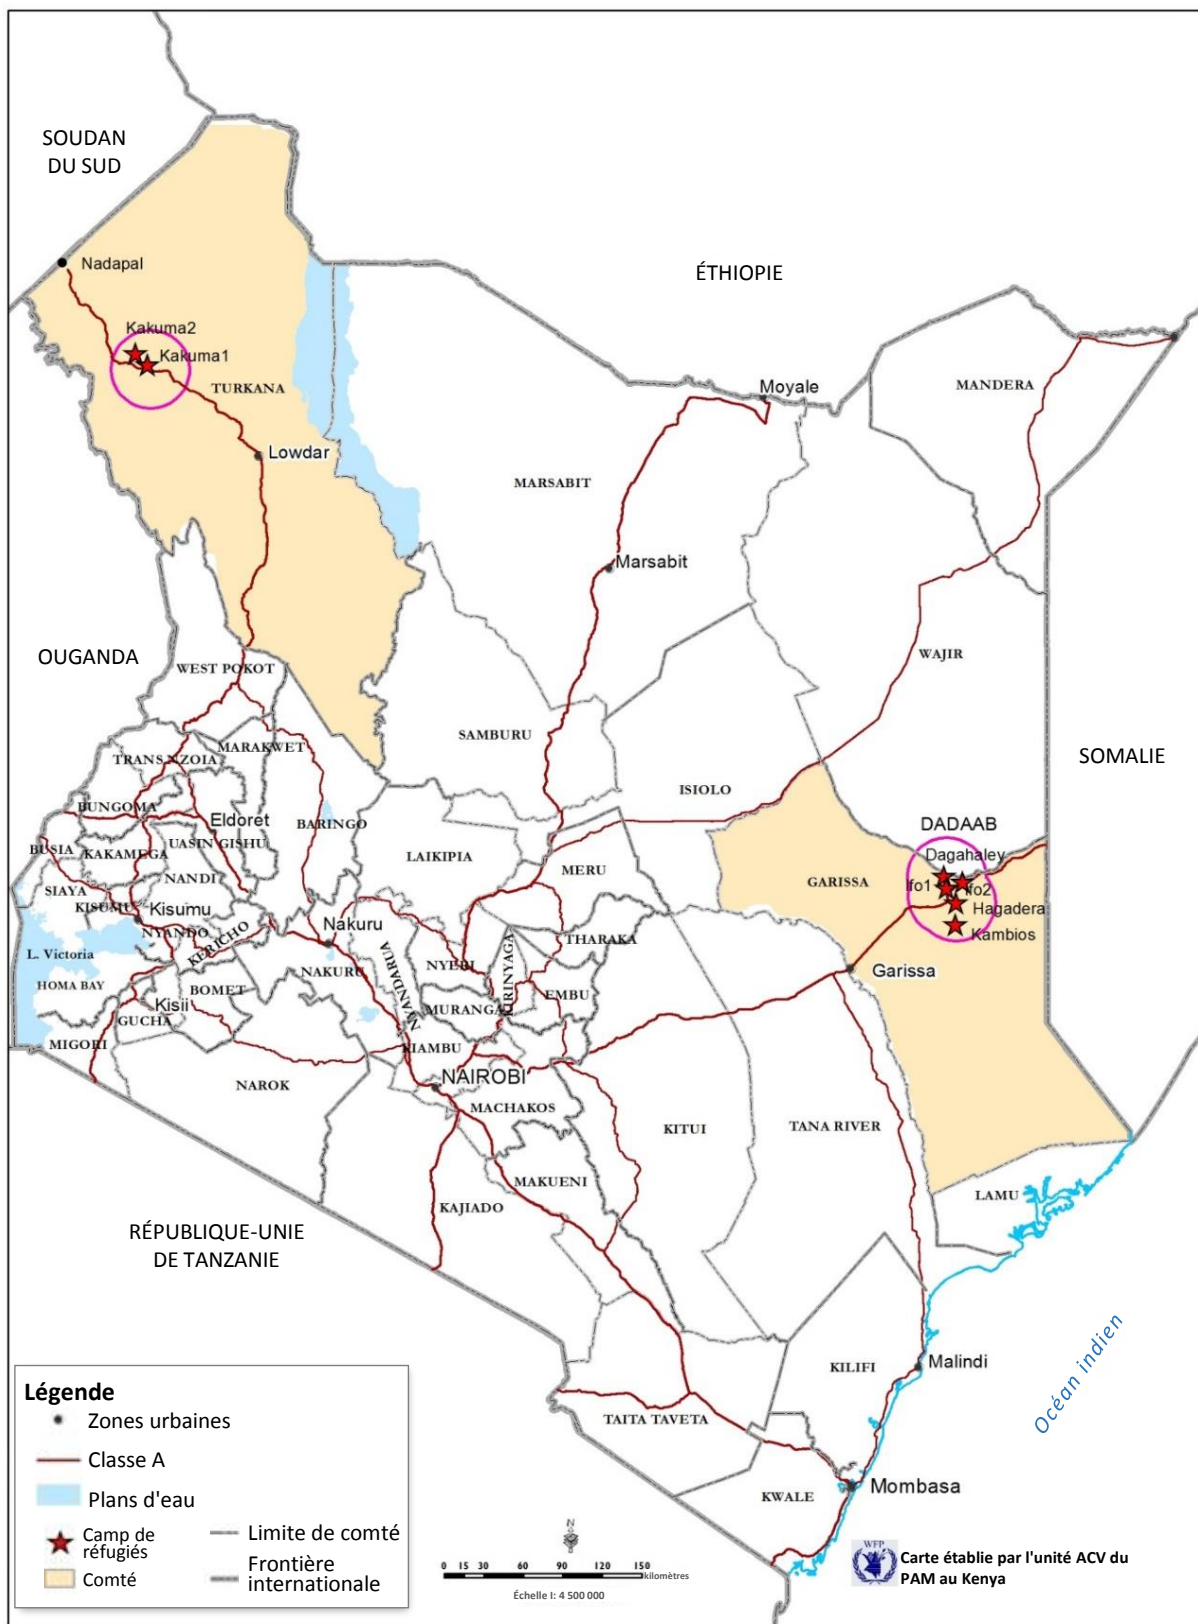 SOUDAN
DU SUD
Nadapal
ÉTHIOPIE
Kakuma2
Kakuma1
TURKANA
Moyale
MANDERA
Lowdar
MARSABIT
Marsabit
OUGANDA
WEST POKOT
WAJIR
MARAKWET
SAMBURU
TRANS NZOIA
SOMALIE
ISIOLO
BUNGOMA
Eldoret
BARINGO
DADAAB
UASIN GISHU
BUSIA
KAKAMEGA
LAIKIPIA
Dagahaley
MERU
NANDI
GARISSA
Ifo1
Ifo2
SIAYA
KISUMU
Kisumu
Hagadera
NYANDO
KERICHO
Nakuru
THARAKA
Kambios
L. Victoria
NYERI
NAKURU
NYANDARUA
KIRINYAGA
Garissa
HOMA BAY
BOMET
EMBU
Kisii
MURANGA
GUCHA
MIGORI
KIAMBU
NAROK
NAIROBI
MACHAKOS
KITUI
TANA RIVER
MAKUENI
LAMU
KAJIADO
RÉPUBLIQUE-UNIE
DE TANZANIE
Océan indien
KILIFI
Malindi
TAITA TAVETA
Mombasa
KWALE
Légende
Zones urbaines
Classe A
Plans d'eau
Camp de
réfugiés
Comté
Limite de comté
Frontière
internationale
N
0 15 30 60 90 120 150
kilomètres
Échelle I: 4 500 000
WFP
Carte établie par l'unité ACV du
PAM au Kenya